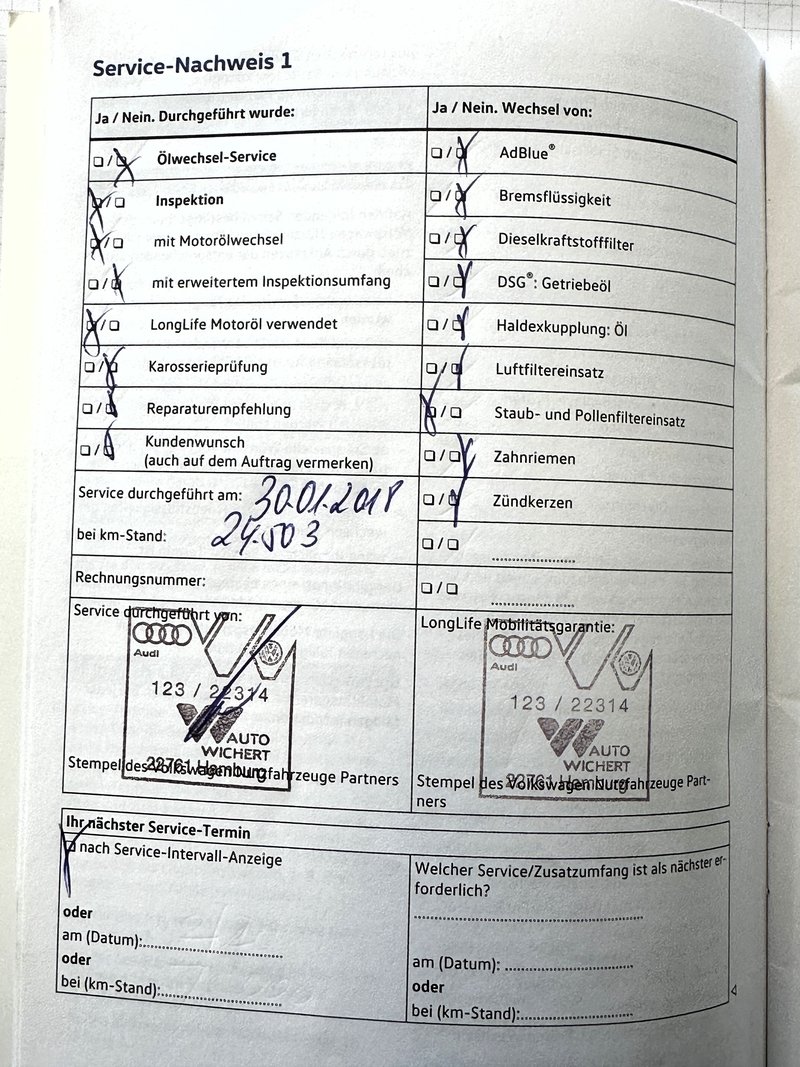 Service-Nachweis 1
Ja / Nein. Durchgeführt wurde:
Ölwechsel-Service
Inspektion
mit Motorölwechsel
mit erweitertem Inspektionsumfang
LongLife Motoröl verwendet
Karosserieprüfung
Reparaturempfehlung
Kundenwunsch
(auch auf dem Auftrag vermerken)
Service durchgeführt am: 30.01.2018
bei km-Stand: 24.503
Rechnungsnummer:
Service durchgeführt von:
Audi
123 / 22314
AUTO
WICHERT
22761 Hamburg
Stempel des Volkswagen Nutzfahrzeuge Partners
Ja / Nein. Wechsel von:
AdBlue®
Bremsflüssigkeit
Dieselkraftstofffilter
DSG®: Getriebeöl
Haldexkupplung: Öl
Luftfiltereinsatz
Staub- und Pollenfiltereinsatz
Zahnriemen
Zündkerzen
LongLife Mobilitätsgarantie:
Audi
123 / 22314
AUTO
WICHERT
22761 Hamburg
Stempel des Volkswagen Nutzfahrzeuge Part-
ners
Ihr nächster Service-Termin
nach Service-Intervall-Anzeige
oder
am (Datum):
oder
bei (km-Stand):
Welcher Service/Zusatzumfang ist als nächster er-
forderlich?
am (Datum):
oder
bei (km-Stand):